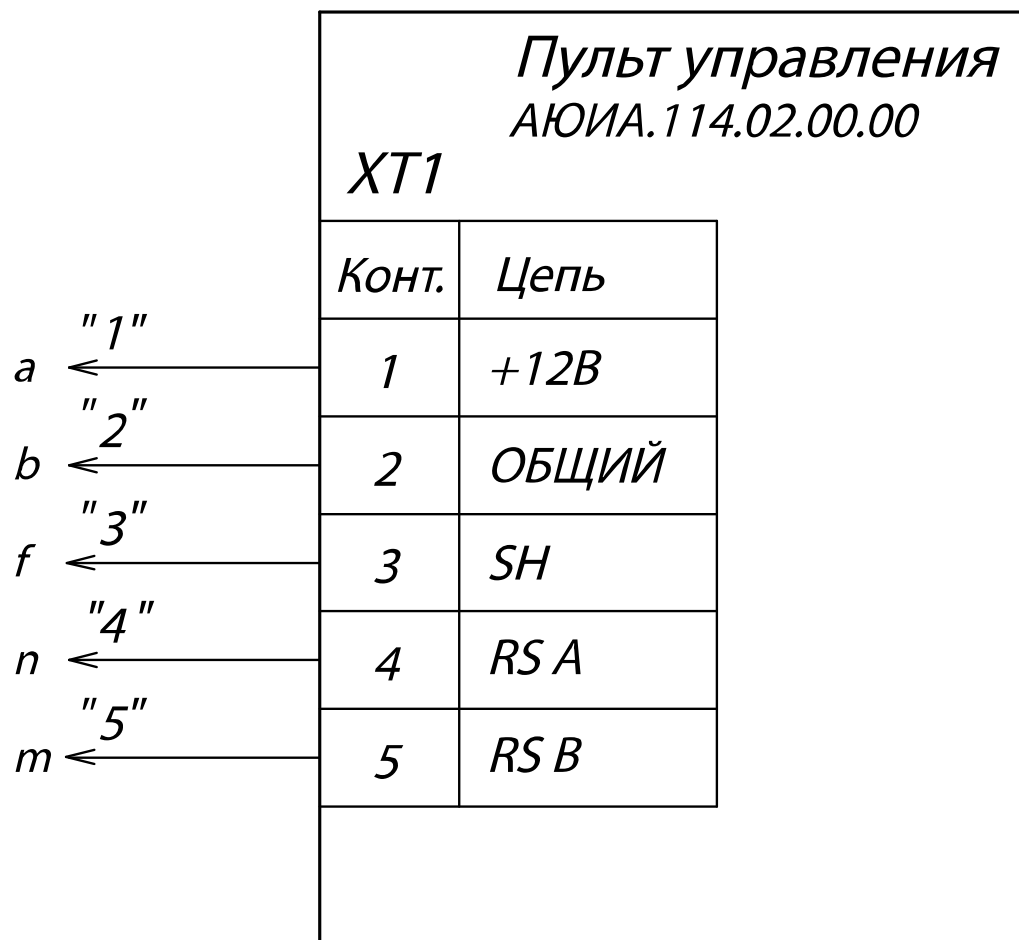 Пульт управления
АЮИА.114.02.00.00
XT1
Конт. Цепь
a "1" 1 +12В
b "2" 2 ОБЩИЙ
f "3" 3 SH
n "4" 4 RS A
m "5" 5 RS B